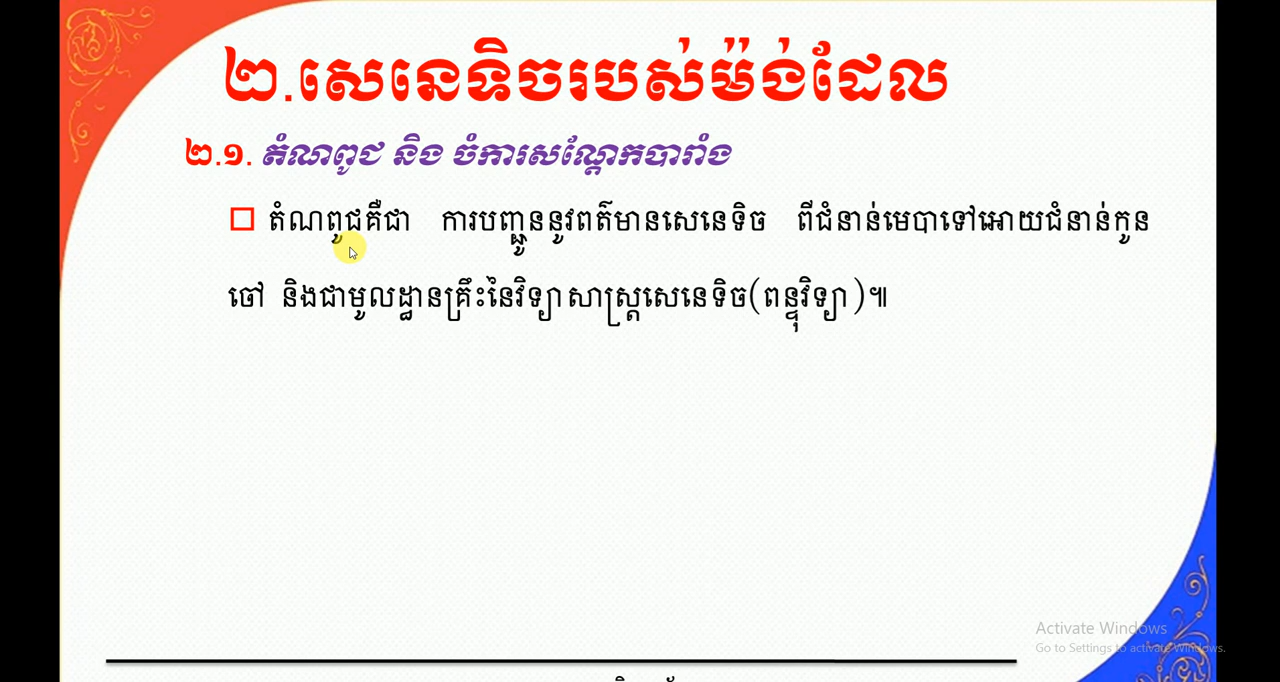 ២.សេនេទិចរបស់ម៉ង់ដែល
២.១. តំណពូជ និង ចំការសណ្ដែកបារាំង
តំណពូជគឺជា ការបញ្ជូននូវពត៌មានសេនេទិច ពីជំនាន់មេបាទៅអោយជំនាន់កូន
ចៅ និងជាមូលដ្ឋានគ្រឹះនៃវិទ្យាសាស្ត្រសេនេទិច(ពន្ធុវិទ្យា)៕
Activate Windows
Go to Settings to activate Windows.